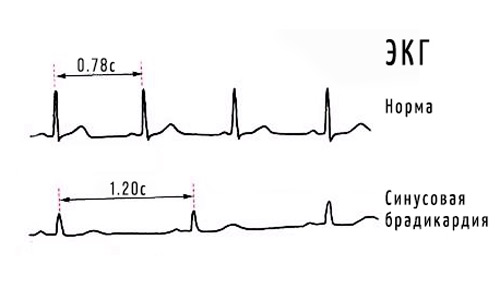 ЭКГ
0.78с
Норма
1.20с
Синусовая
брадикардия